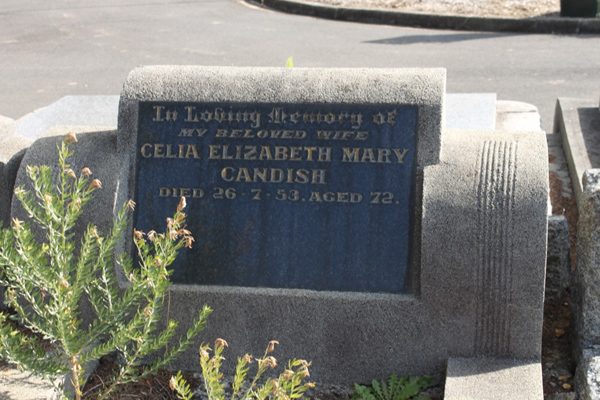 In Loving Memory of
MY BELOVED WIFE
CELIA ELIZABETH MARY
CANDISH
DIED 26-7-53. AGED 72.